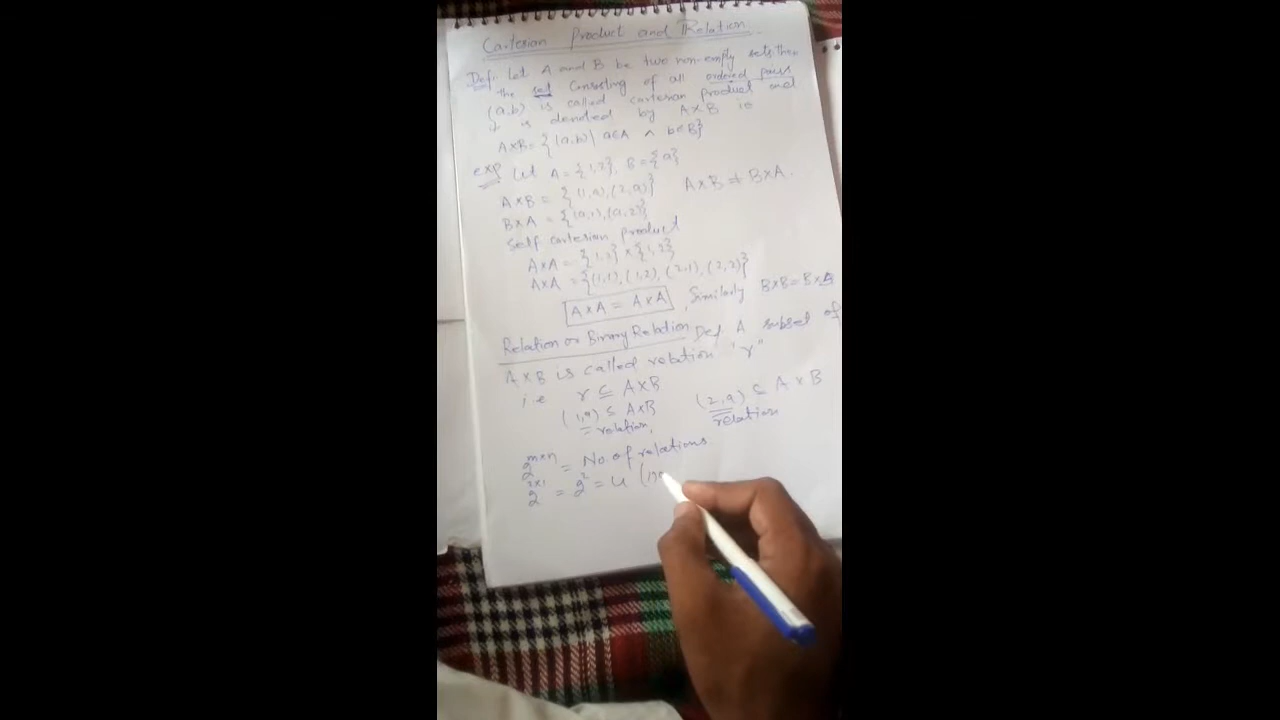 Cartesian Product and Relation
Def:- Let A and B be two non-empty sets then
the set consisting of all ordered pairs
(a,b) is called cartesian product and
it is denoted by A×B ie
A×B = {(a,b) | a∈A ∧ b∈B}
exp Let A = {1,2}, B = {a}
A×B = {(1,a), (2,a)} A×B ≠ B×A.
B×A = {(a,1), (a,2)}
Self cartesian product
A×A = {1,2} × {1,2}
A×A = {(1,1), (1,2), (2,1), (2,2)}
A×A = A×A , Similarly B×B = B×
Relation or Binary Relation Def A subset of
A×B is called relation "r"
i.e r ⊆ A×B
(1,a) ⊆ A×B (2,a) ⊆ A×B
= relation, relation
2^{m×n} = No. of relations
2^{2×1} = 2^2 = 4